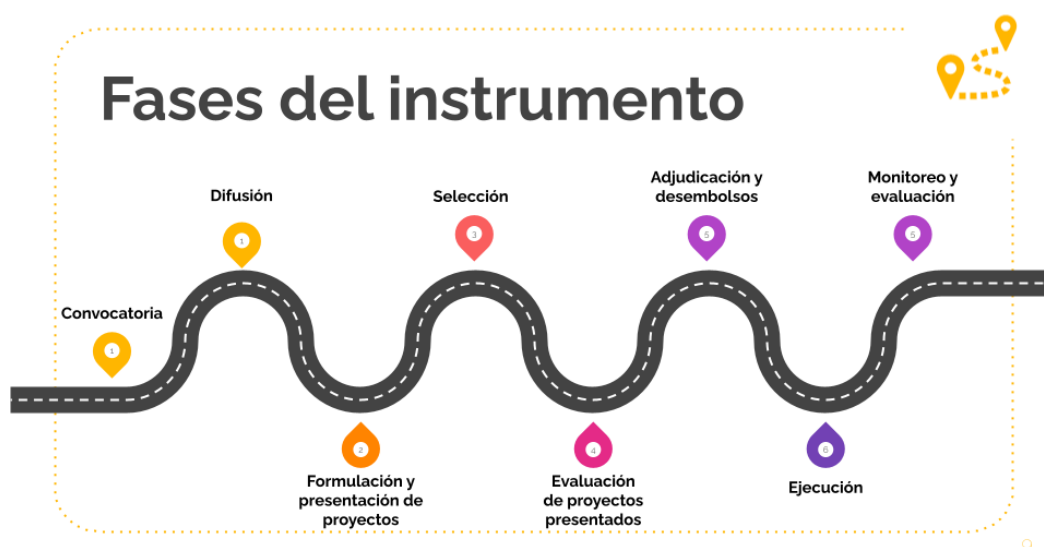 Fases del instrumento
Convocatoria
1
Difusión
1
2
Formulación y
presentación de
proyectos
Selección
3
4
Evaluación
de proyectos
presentados
Adjudicación y
desembolsos
5
6
Ejecución
Monitoreo y
evaluación
5